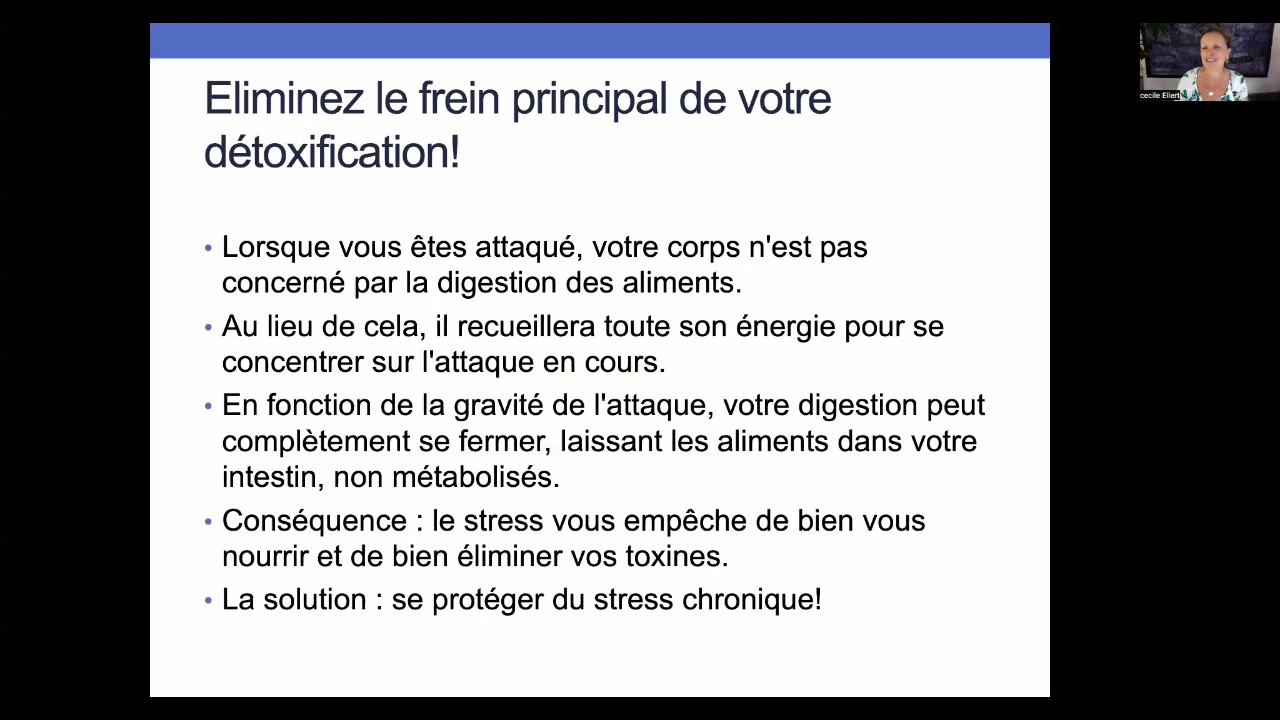 Eliminez le frein principal de votre
détoxification!
• Lorsque vous êtes attaqué, votre corps n'est pas
concerné par la digestion des aliments.
• Au lieu de cela, il recueillera toute son énergie pour se
concentrer sur l'attaque en cours.
• En fonction de la gravité de l'attaque, votre digestion peut
complètement se fermer, laissant les aliments dans votre
intestin, non métabolisés.
• Conséquence : le stress vous empêche de bien vous
nourrir et de bien éliminer vos toxines.
• La solution : se protéger du stress chronique!
cecile Ellert